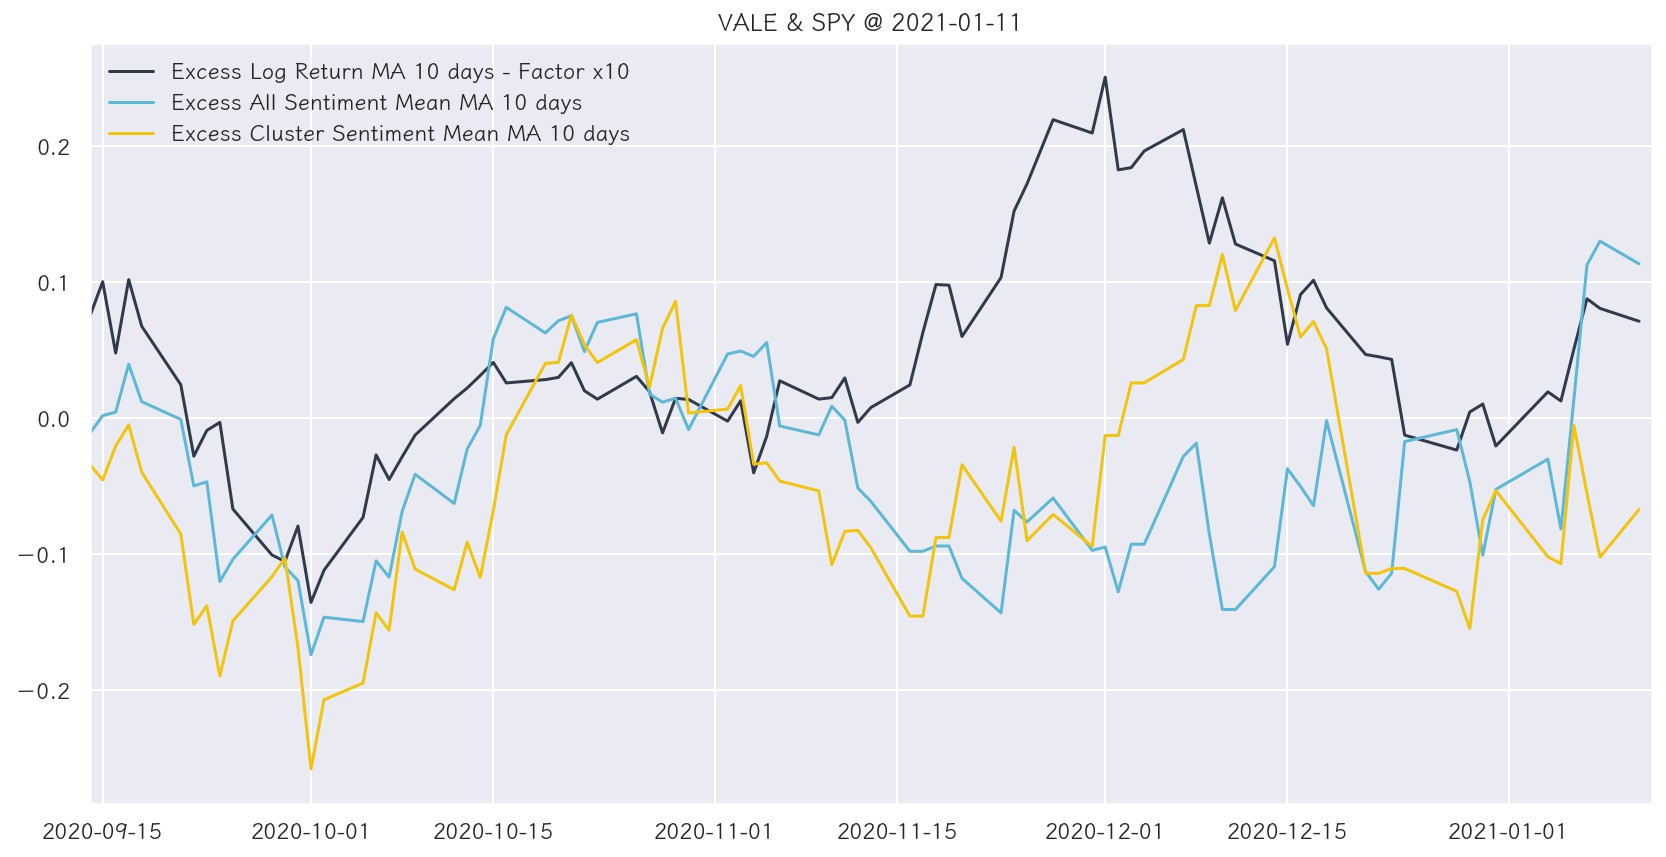 VALE & SPY @ 2021-01-11
Excess Log Return MA 10 days - Factor x10
Excess All Sentiment Mean MA 10 days
Excess Cluster Sentiment Mean MA 10 days
0.2
0.1
0.0
−0.1
−0.2
2020-09-15 2020-10-01 2020-10-15 2020-11-01 2020-11-15 2020-12-01 2020-12-15 2021-01-01